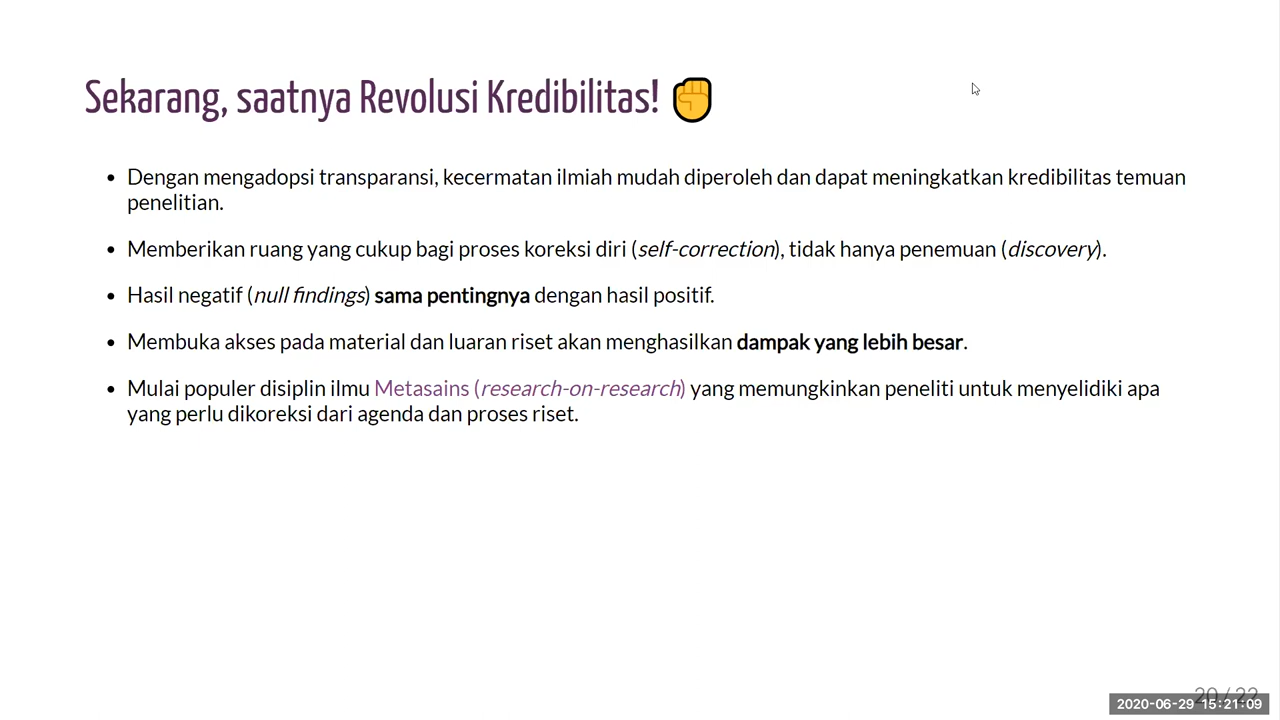 Sekarang, saatnya Revolusi Kredibilitas! ✊
• Dengan mengadopsi transparansi, kecermatan ilmiah mudah diperoleh dan dapat meningkatkan kredibilitas temuan
penelitian.
• Memberikan ruang yang cukup bagi proses koreksi diri (self-correction), tidak hanya penemuan (discovery).
• Hasil negatif (null findings) sama pentingnya dengan hasil positif.
• Membuka akses pada material dan luaran riset akan menghasilkan dampak yang lebih besar.
• Mulai populer disiplin ilmu Metasains (research-on-research) yang memungkinkan peneliti untuk menyelidiki apa
yang perlu dikoreksi dari agenda dan proses riset.
20 / 22
2020-06-29 15:21:09